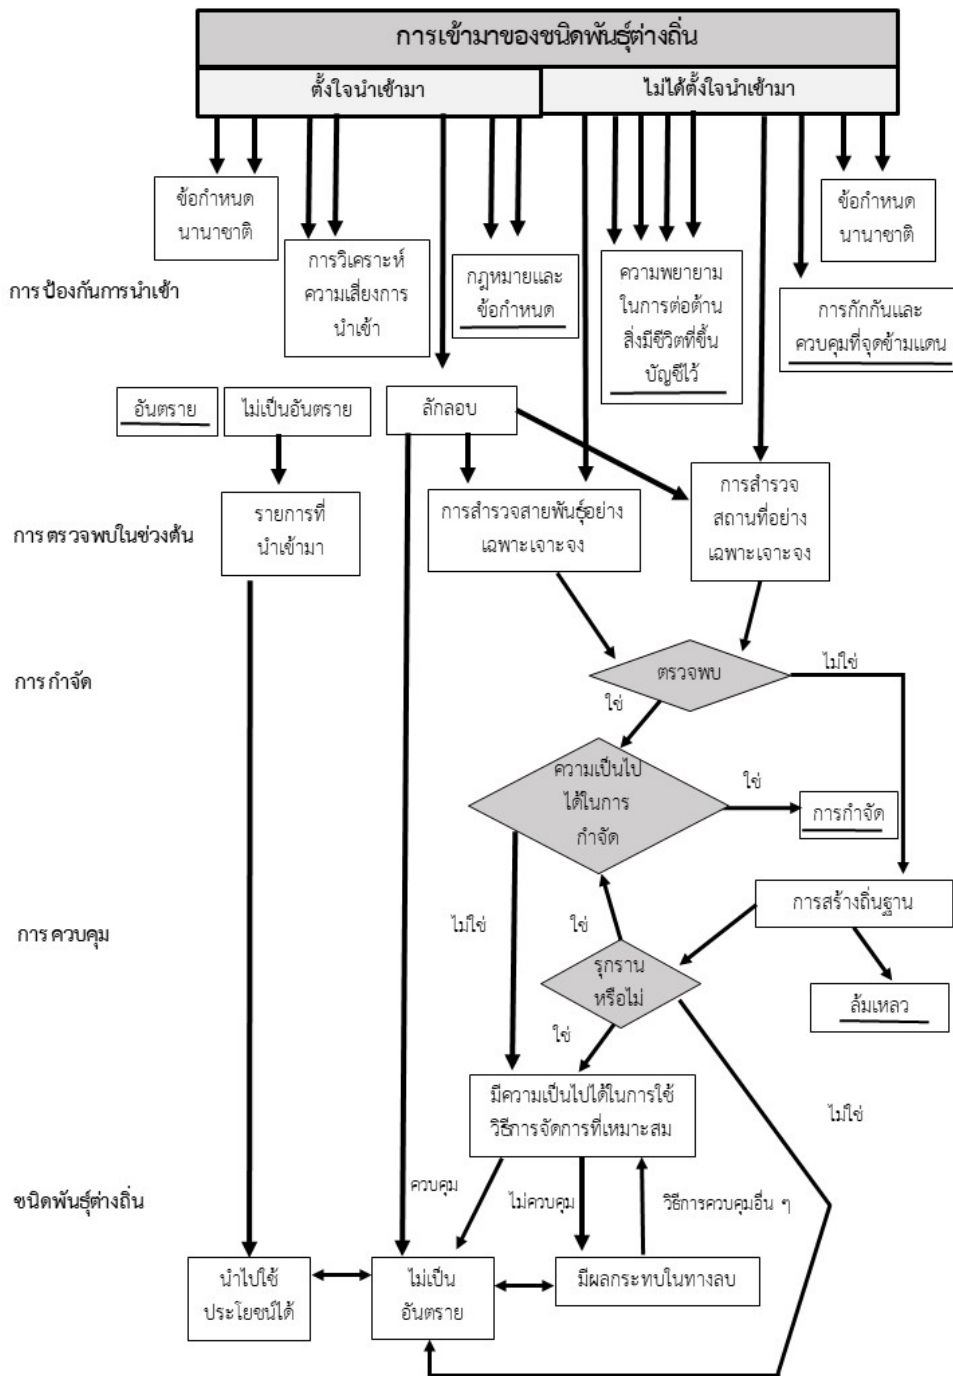 การเข้ามาของชนิดพันธุ์ต่างถิ่น
ตั้งใจนำเข้ามา
ไม่ได้ตั้งใจนำเข้ามา
ข้อกำหนด
นานาชาติ
ข้อกำหนด
นานาชาติ
การป้องกันการนำเข้า
การวิเคราะห์
ความเสี่ยงการ
นำเข้า
กฎหมายและ
ข้อกำหนด
ความพยายาม
ในการต่อต้าน
สิ่งมีชีวิตที่ขึ้น
บัญชีไว้
การกักกันและ
ควบคุมที่จุดข้ามแดน
อันตราย
ไม่เป็นอันตราย
ลักลอบ
การตรวจพบในช่วงต้น
รายการที่
นำเข้ามา
การสำรวจสายพันธุ์อย่าง
เฉพาะเจาะจง
การสำรวจ
สถานที่อย่าง
เฉพาะเจาะจง
การกำจัด
ตรวจพบ
ไม่ใช่
ใช่
ความเป็นไป
ได้ในการ
กำจัด
ใช่
การกำจัด
การควบคุม
ไม่ใช่
ใช่
การสร้างถิ่นฐาน
รุกราน
หรือไม่
ล้มเหลว
ใช่
มีความเป็นไปได้ในการใช้
วิธีการจัดการที่เหมาะสม
ไม่ใช่
ชนิดพันธุ์ต่างถิ่น
ควบคุม
ไม่ควบคุม
วิธีการควบคุมอื่น ๆ
นำไปใช้
ประโยชน์ได้
ไม่เป็น
อันตราย
มีผลกระทบในทางลบ